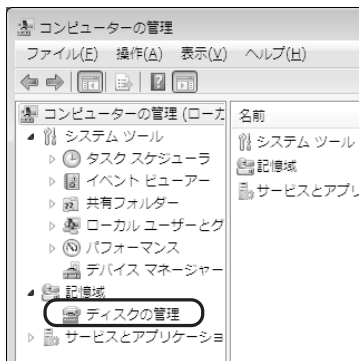 コンピューターの管理
ファイル(F) 操作(A) 表示(V) ヘルプ(H)
コンピューターの管理 (ローカ
システム ツール
タスク スケジューラ
イベント ビューアー
共有フォルダー
ローカル ユーザーとグ
パフォーマンス
デバイス マネージャー
記憶域
ディスクの管理
サービスとアプリケーショ
名前
システム ツール
記憶域
サービスとアプリ